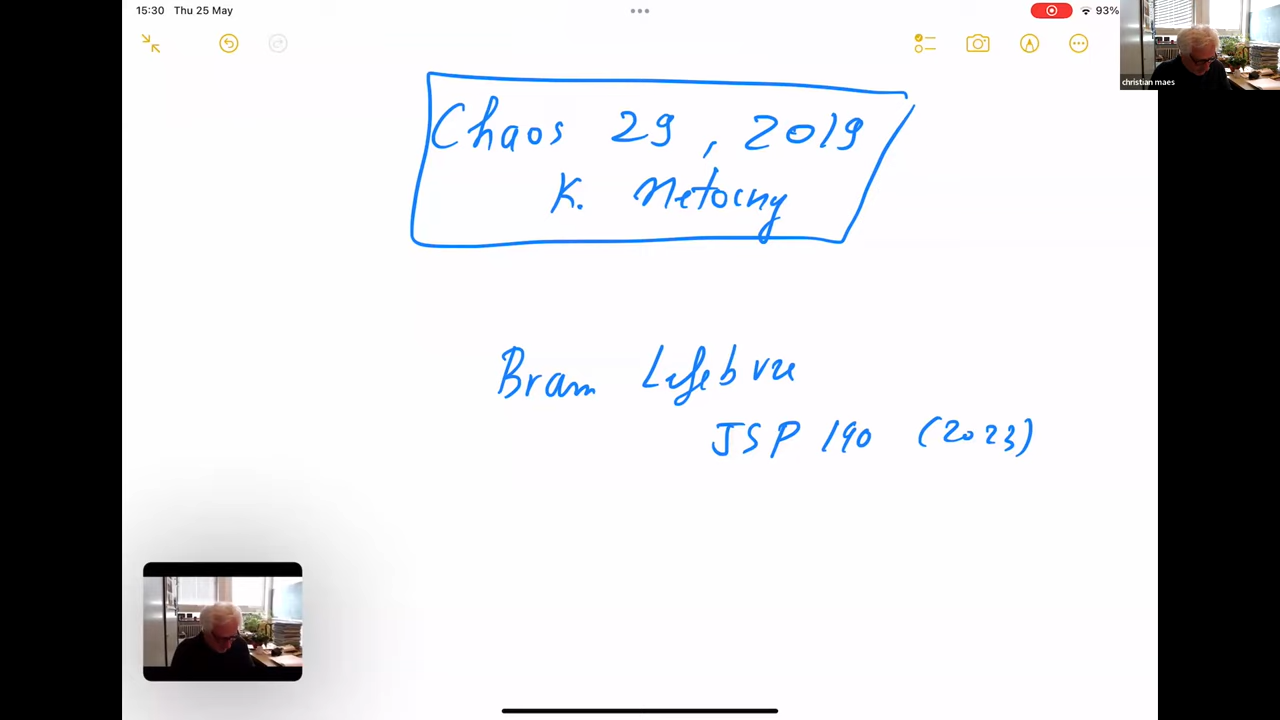 15:30 Thu 25 May
93%
christian maes
Chaos 29, 2019
K. Netocny
Bram Lefebvre
JSP 190 (2023)